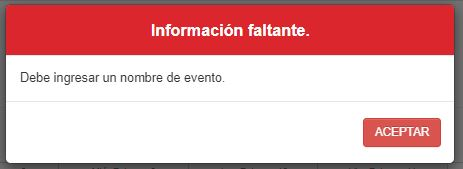 Información faltante.
Debe ingresar un nombre de evento.
ACEPTAR